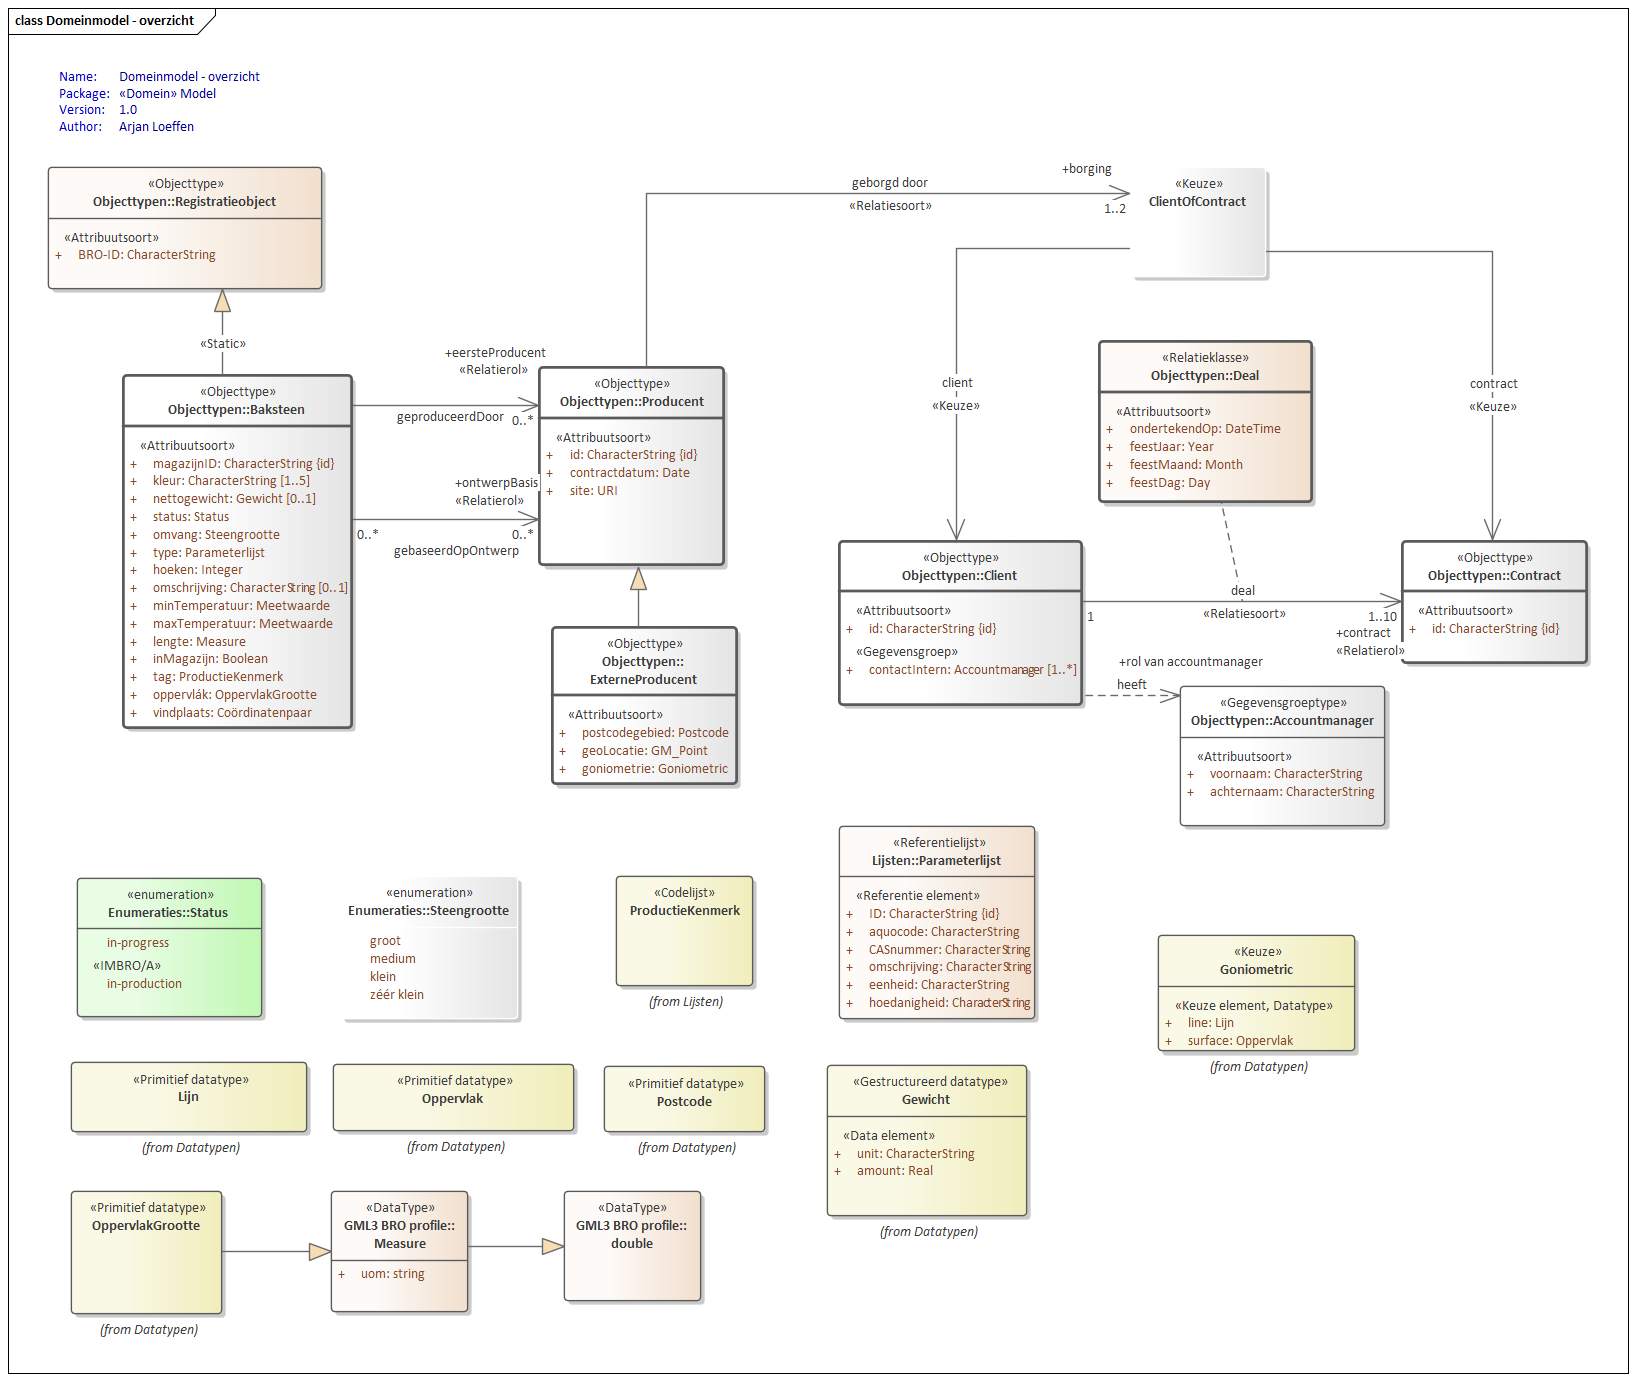 class Domeinmodel - overzicht
Name: Domeinmodel - overzicht
Package: «Domein» Model
Version: 1.0
Author: Arjan Loeffen
«Objecttype»
Objecttypen::Registratieobject
«Attribuutsoort»
+ BRO-ID: CharacterString
«Static»
«Objecttype»
Objecttypen::Baksteen
«Attribuutsoort»
+ magazijnID: CharacterString {id}
+ kleur: CharacterString [1..5]
+ nettogewicht: Gewicht [0..1]
+ status: Status
+ omvang: Steengrootte
+ type: Parameterlijst
+ hoeken: Integer
+ omschrijving: CharacterString [0..1]
+ minTemperatuur: Meetwaarde
+ maxTemperatuur: Meetwaarde
+ lengte: Measure
+ inMagazijn: Boolean
+ tag: ProductieKenmerk
+ oppervlák: OppervlakGrootte
+ vindplaats: Coördinatenpaar
+eersteProducent
«Relatierol»
geproduceerdDoor
0..*
+ontwerpBasis
«Relatierol»
0..*
0..*
gebaseerdOpOntwerp
«Objecttype»
Objecttypen::Producent
«Attribuutsoort»
+ id: CharacterString {id}
+ contractdatum: Date
+ site: URI
«Objecttype»
Objecttypen::
ExterneProducent
«Attribuutsoort»
+ postcodegebied: Postcode
+ geoLocatie: GM_Point
+ goniometrie: Goniometric
geborgd door
«Relatiesoort»
+borging
1..2
«Keuze»
ClientOfContract
client
«Keuze»
contract
«Keuze»
«Relatieklasse»
Objecttypen::Deal
«Attribuutsoort»
+ ondertekendOp: DateTime
+ feestJaar: Year
+ feestMaand: Month
+ feestDag: Day
«Objecttype»
Objecttypen::Client
«Attribuutsoort»
+ id: CharacterString {id}
«Gegevensgroep»
+ contactIntern: Accountmanager [1..*]
deal
«Relatiesoort»
1
1..10
+contract
«Relatierol»
«Objecttype»
Objecttypen::Contract
«Attribuutsoort»
+ id: CharacterString {id}
+rol van accountmanager
heeft
«Gegevensgroeptype»
Objecttypen::Accountmanager
«Attribuutsoort»
+ voornaam: CharacterString
+ achternaam: CharacterString
«enumeration»
Enumeraties::Status
in-progress
«IMBRO/A»
in-production
«enumeration»
Enumeraties::Steengrootte
groot
medium
klein
zéér klein
«Codelijst»
ProductieKenmerk
(from Lijsten)
«Referentielijst»
Lijsten::Parameterlijst
«Referentie element»
+ ID: CharacterString {id}
+ aquocode: CharacterString
+ CASnummer: CharacterString
+ omschrijving: CharacterString
+ eenheid: CharacterString
+ hoedanigheid: CharacterString
«Keuze»
Goniometric
«Keuze element, Datatype»
+ line: Lijn
+ surface: Oppervlak
(from Datatypen)
«Primitief datatype»
Lijn
(from Datatypen)
«Primitief datatype»
Oppervlak
(from Datatypen)
«Primitief datatype»
Postcode
(from Datatypen)
«Gestructureerd datatype»
Gewicht
«Data element»
+ unit: CharacterString
+ amount: Real
(from Datatypen)
«Primitief datatype»
OppervlakGrootte
(from Datatypen)
«DataType»
GML3 BRO profile::
Measure
+ uom: string
«DataType»
GML3 BRO profile::
double